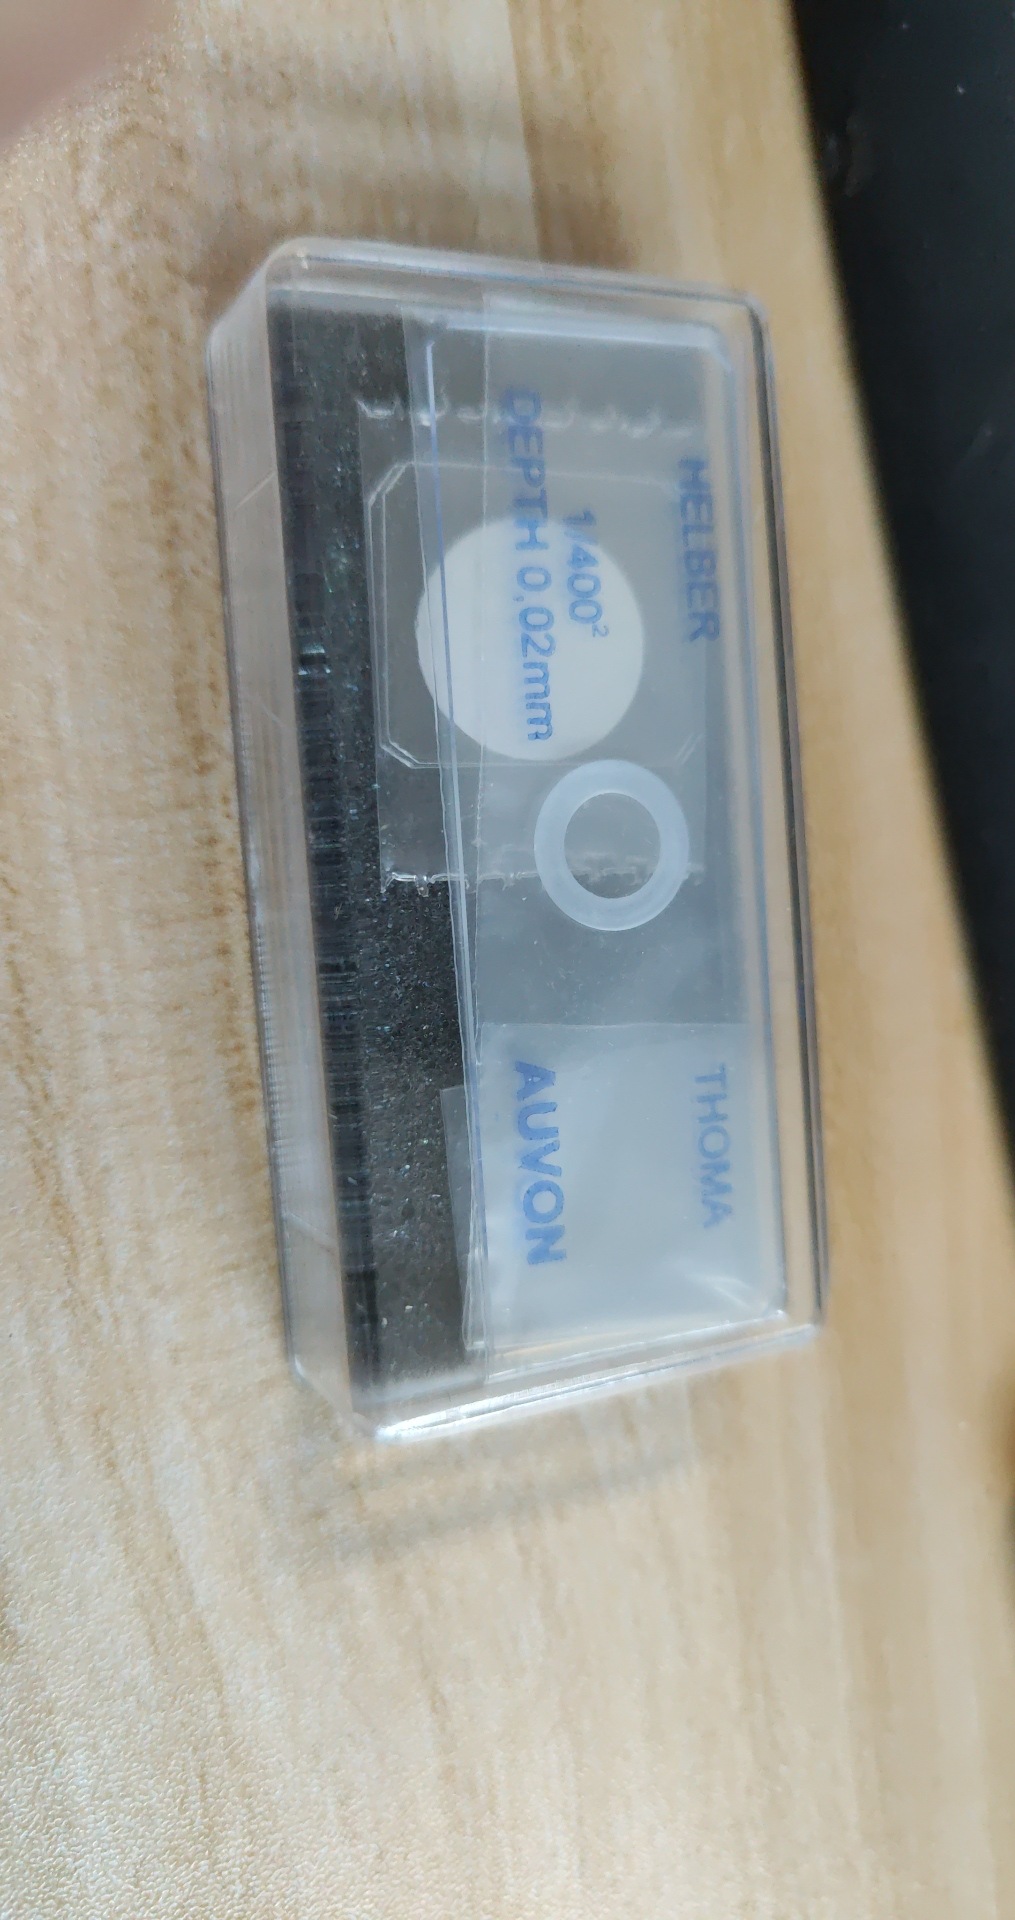 HELBER
1/400²
DEPTH 0,02mm
THOMA
AUVON